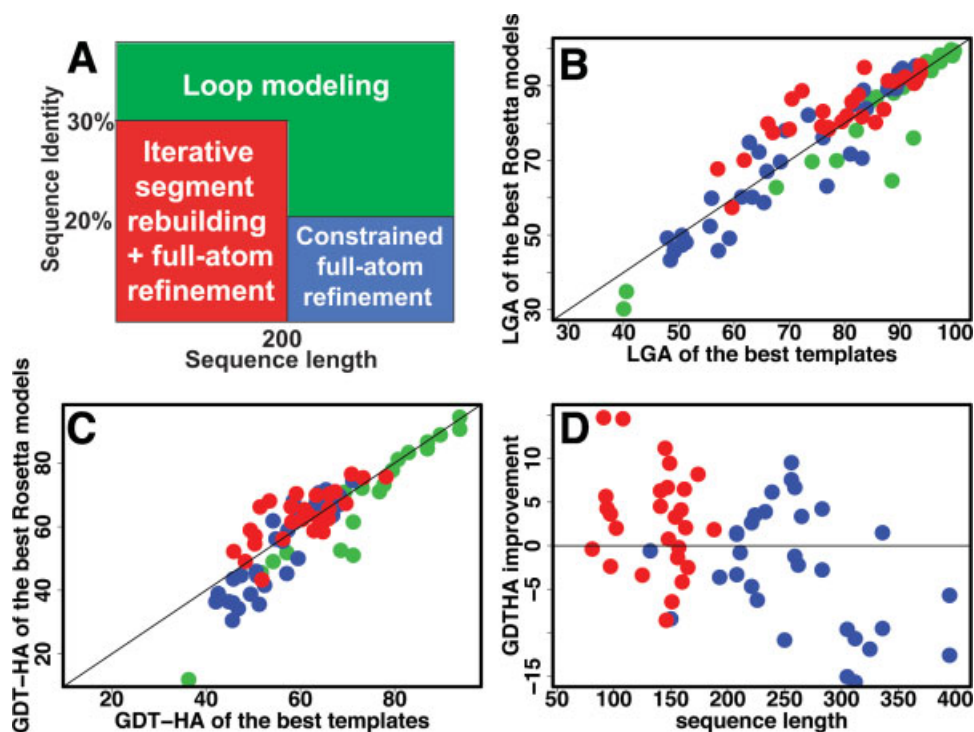 A
Loop modeling
30%
Iterative
segment
rebuilding
+ full-atom
refinement
20%
Constrained
full-atom
refinement
Sequence Identity
200
Sequence length
B
LGA of the best Rosetta models
90
70
50
30
30 40 50 60 70 80 90 100
LGA of the best templates
C
GDT–HA of the best Rosetta models
80
60
40
20
20 40 60 80
GDT–HA of the best templates
D
GDTHA improvement
10
5
0
−5
−15
50 100 150 200 250 300 350 400
sequence length